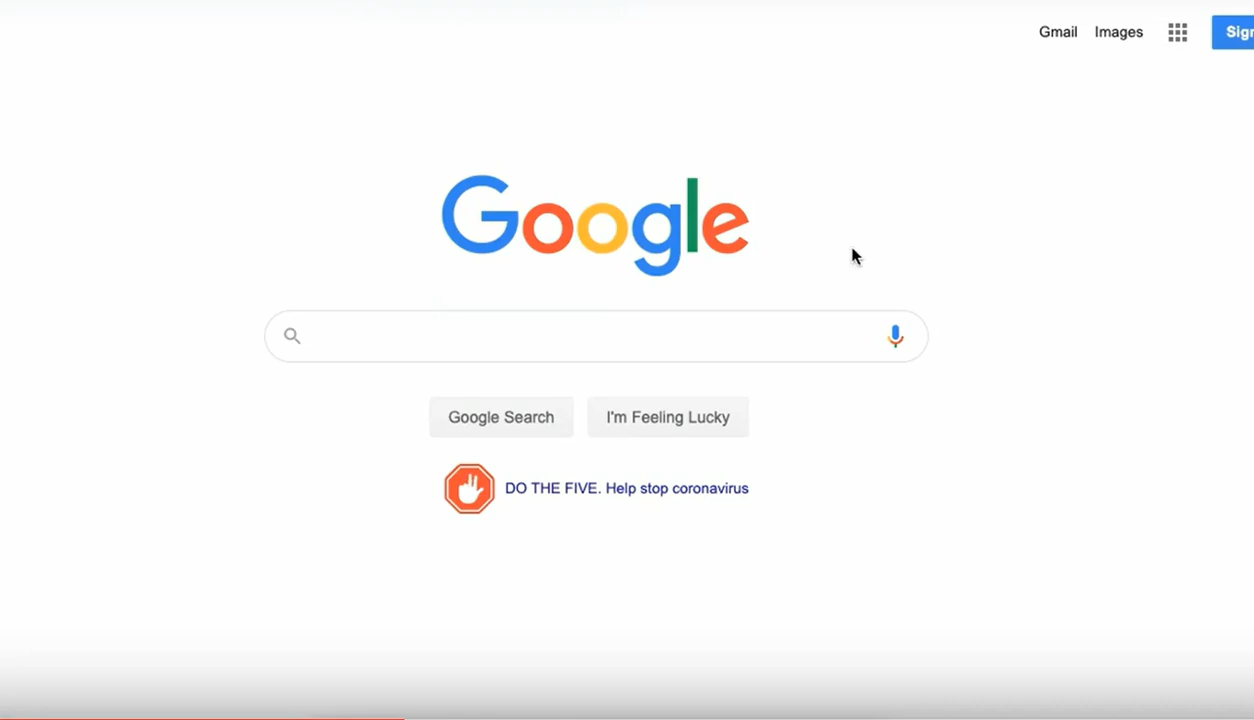 Gmail Images
Google
Google Search I'm Feeling Lucky
DO THE FIVE. Help stop coronavirus